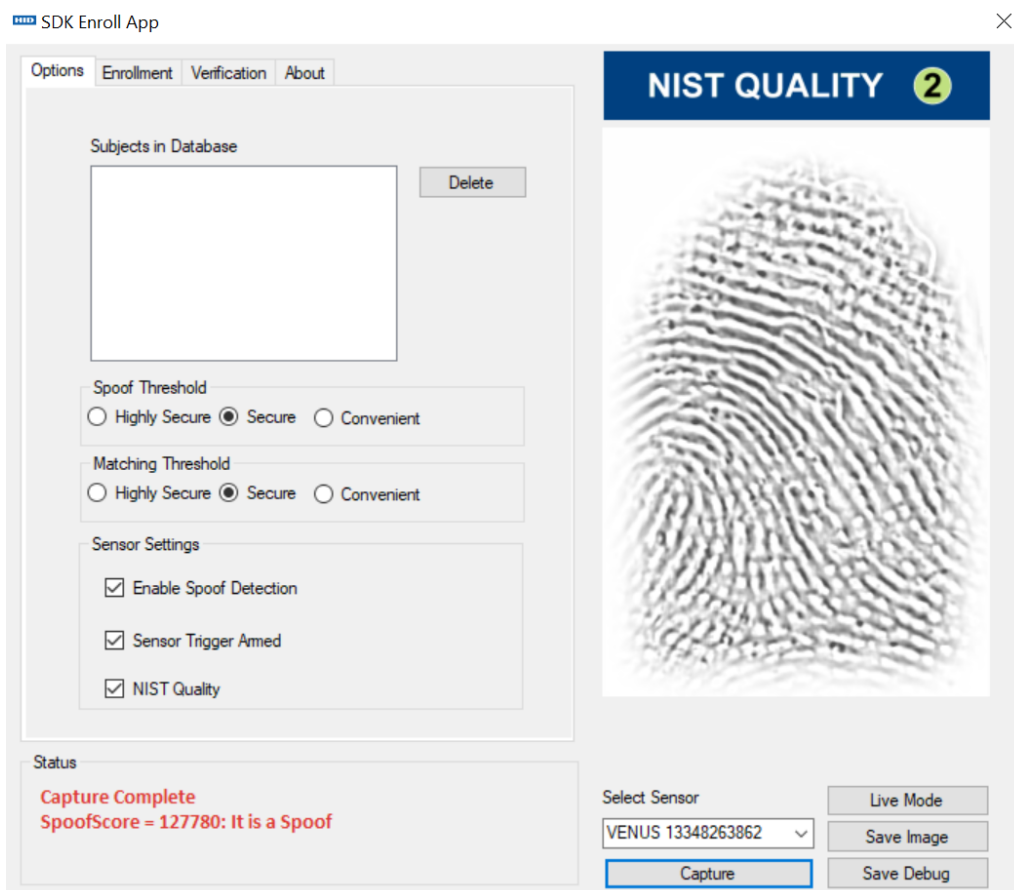 HID SDK Enroll App
Options Enrollment Verification About
Subjects in Database
Delete
Spoof Threshold
Highly Secure Secure Convenient
Matching Threshold
Highly Secure Secure Convenient
Sensor Settings
Enable Spoof Detection
Sensor Trigger Armed
NIST Quality
Status
Capture Complete
SpoofScore = 127780: It is a Spoof
NIST QUALITY 2
Select Sensor
VENUS 13348263862
Capture
Live Mode
Save Image
Save Debug